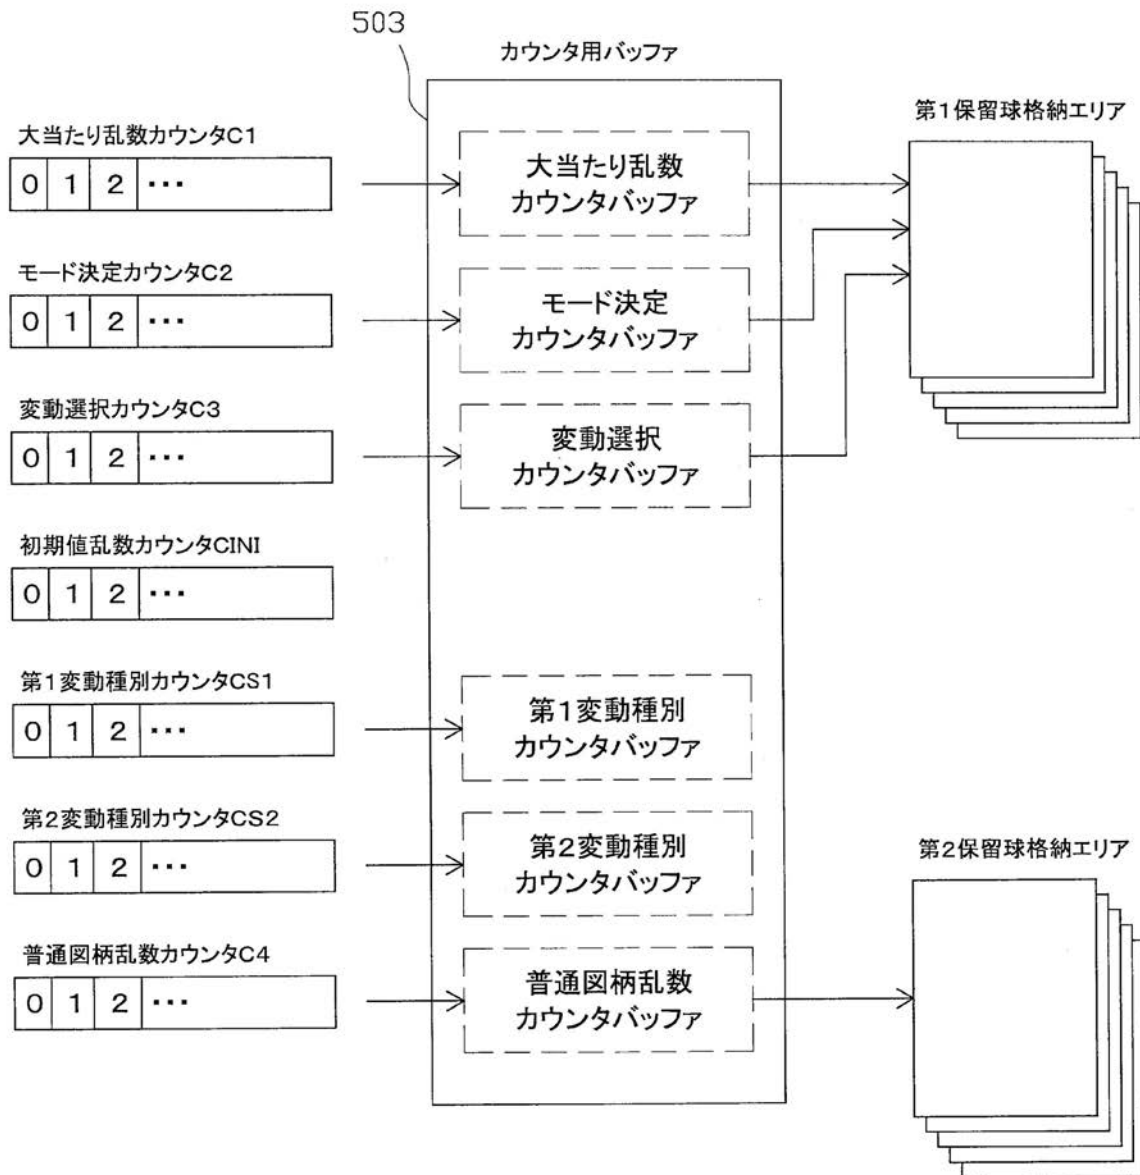 503
カウンタ用バッファ
大当たり乱数カウンタC1
0 1 2 ・・・
大当たり乱数
カウンタバッファ
第1保留球格納エリア
モード決定カウンタC2
0 1 2 ・・・
モード決定
カウンタバッファ
変動選択カウンタC3
0 1 2 ・・・
変動選択
カウンタバッファ
初期値乱数カウンタCINI
0 1 2 ・・・
第1変動種別カウンタCS1
0 1 2 ・・・
第1変動種別
カウンタバッファ
第2変動種別カウンタCS2
0 1 2 ・・・
第2変動種別
カウンタバッファ
第2保留球格納エリア
普通図柄乱数カウンタC4
0 1 2 ・・・
普通図柄乱数
カウンタバッファ